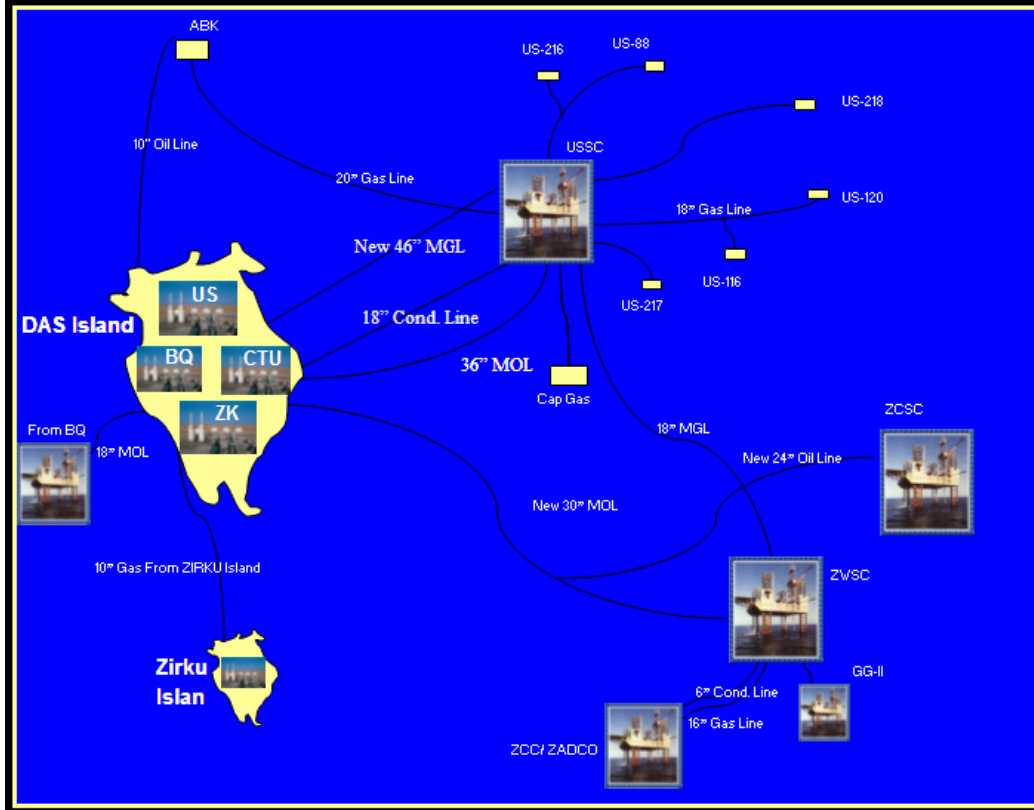 ABK
US-216
US-88
US-218
10" Oil Line
USSC
20" Gas Line
US-120
18" Gas Line
New 46” MGL
US-116
US-217
US
DAS Island
18” Cond. Line
BQ
CTU
36” MOL
Cap Gas
ZK
From BQ
18" MOL
18" MGL
ZCSC
New 24" Oil Line
New 30" MOL
10" Gas From ZIRKU Island
ZWSC
Zirku
Islan
GG-II
6" Cond. Line
16" Gas Line
ZCC/ ZADCO